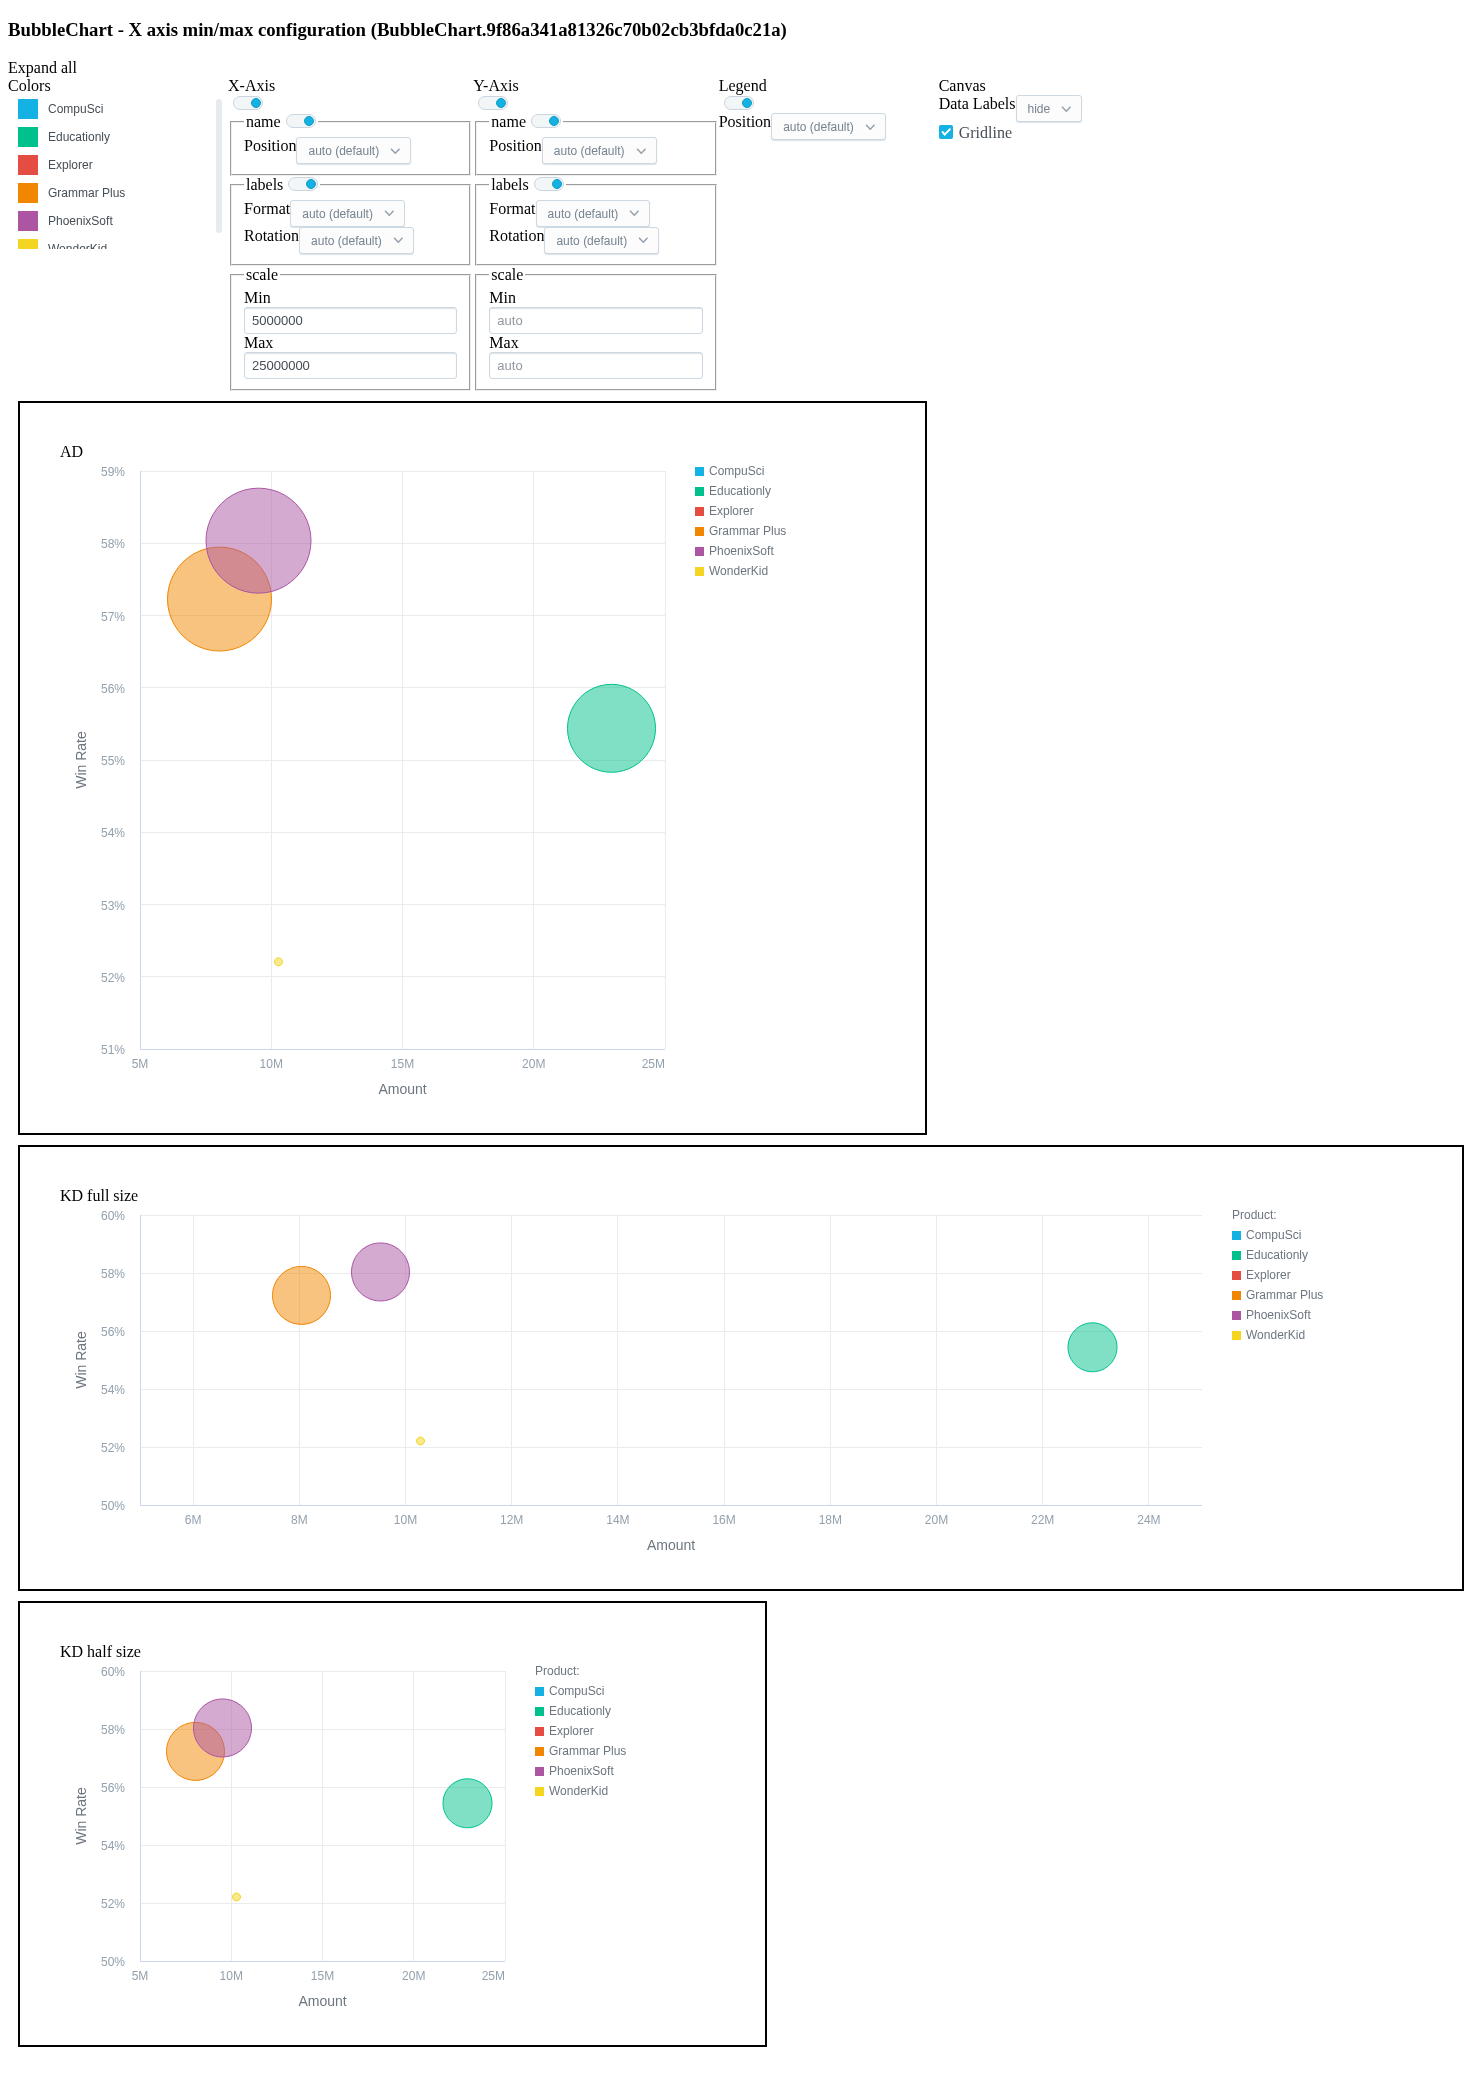 BubbleChart - X axis min/max configuration (BubbleChart.9f86a341a81326c70b02cb3bfda0c21a)
Expand all
Colors
CompuSci
Educationly
Explorer
Grammar Plus
PhoenixSoft
WonderKid
X-Axis
name
Position auto (default)
labels
Format auto (default)
Rotation auto (default)
scale
Min
5000000
Max
25000000
Y-Axis
name
Position auto (default)
labels
Format auto (default)
Rotation auto (default)
scale
Min
auto
Max
auto
Legend
Position auto (default)
Canvas
Data Labels hide
Gridline
AD
59%
58%
57%
56%
55%
54%
53%
52%
51%
Win Rate
5M 10M 15M 20M 25M
Amount
CompuSci
Educationly
Explorer
Grammar Plus
PhoenixSoft
WonderKid
KD full size
60%
58%
56%
54%
52%
50%
Win Rate
6M 8M 10M 12M 14M 16M 18M 20M 22M 24M
Amount
Product:
CompuSci
Educationly
Explorer
Grammar Plus
PhoenixSoft
WonderKid
KD half size
60%
58%
56%
54%
52%
50%
Win Rate
5M 10M 15M 20M 25M
Amount
Product:
CompuSci
Educationly
Explorer
Grammar Plus
PhoenixSoft
WonderKid